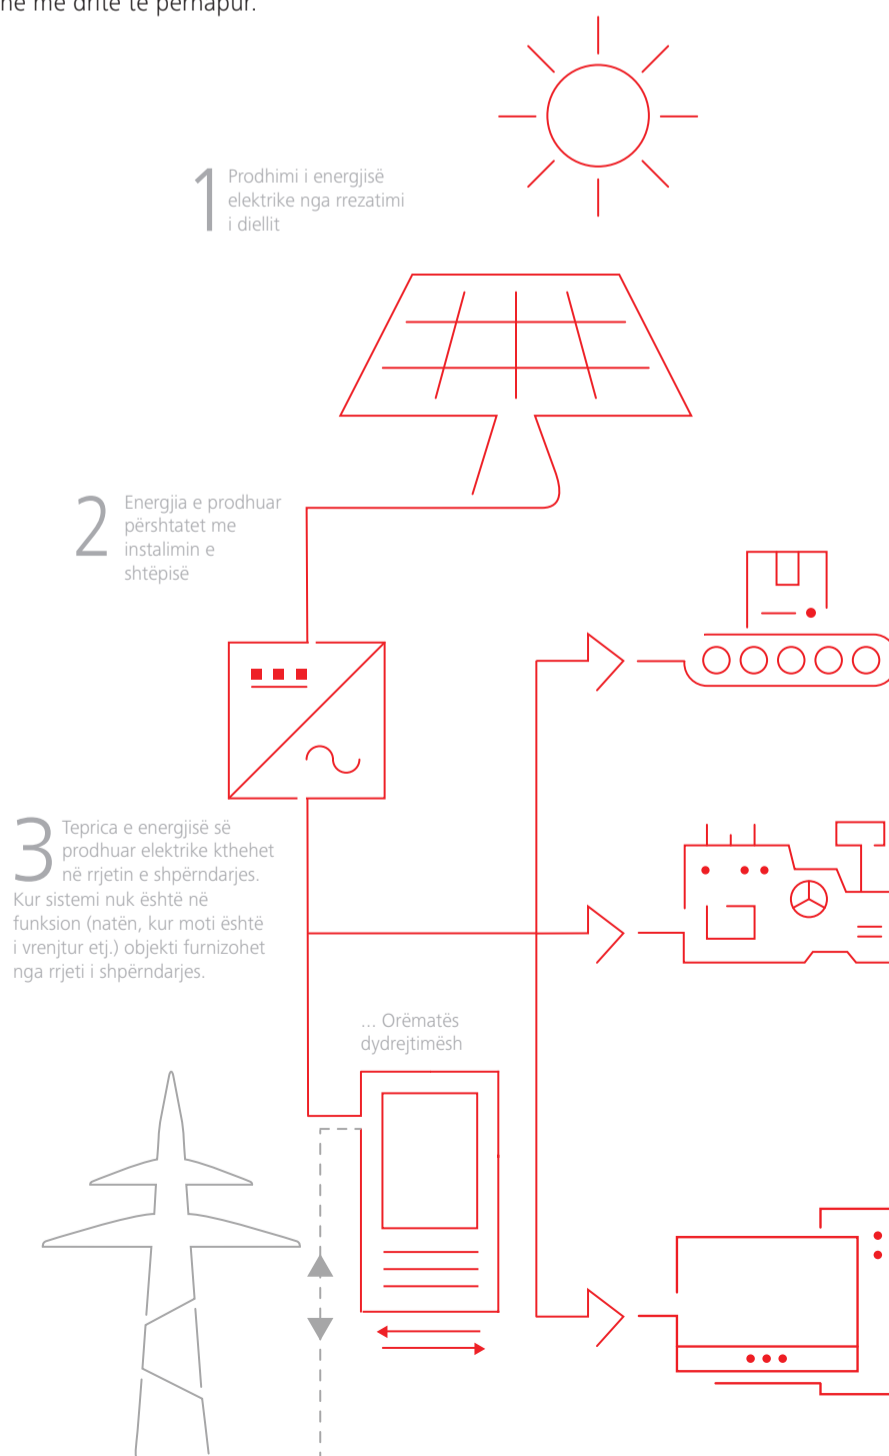 me dritë të përhapur.
1 Prodhimi i energjisë
elektrike nga rrezatimi
i diellit
2 Energjia e prodhuar
përshtatet me
instalimin e
shtëpisë
3 Teprica e energjisë së
prodhuar elektrike kthehet
në rrjetin e shpërndarjes.
Kur sistemi nuk është në
funksion (natën, kur moti është
i vrenjtur etj.) objekti furnizohet
nga rrjeti i shpërndarjes.
... Orëmatës
dydrejtimësh